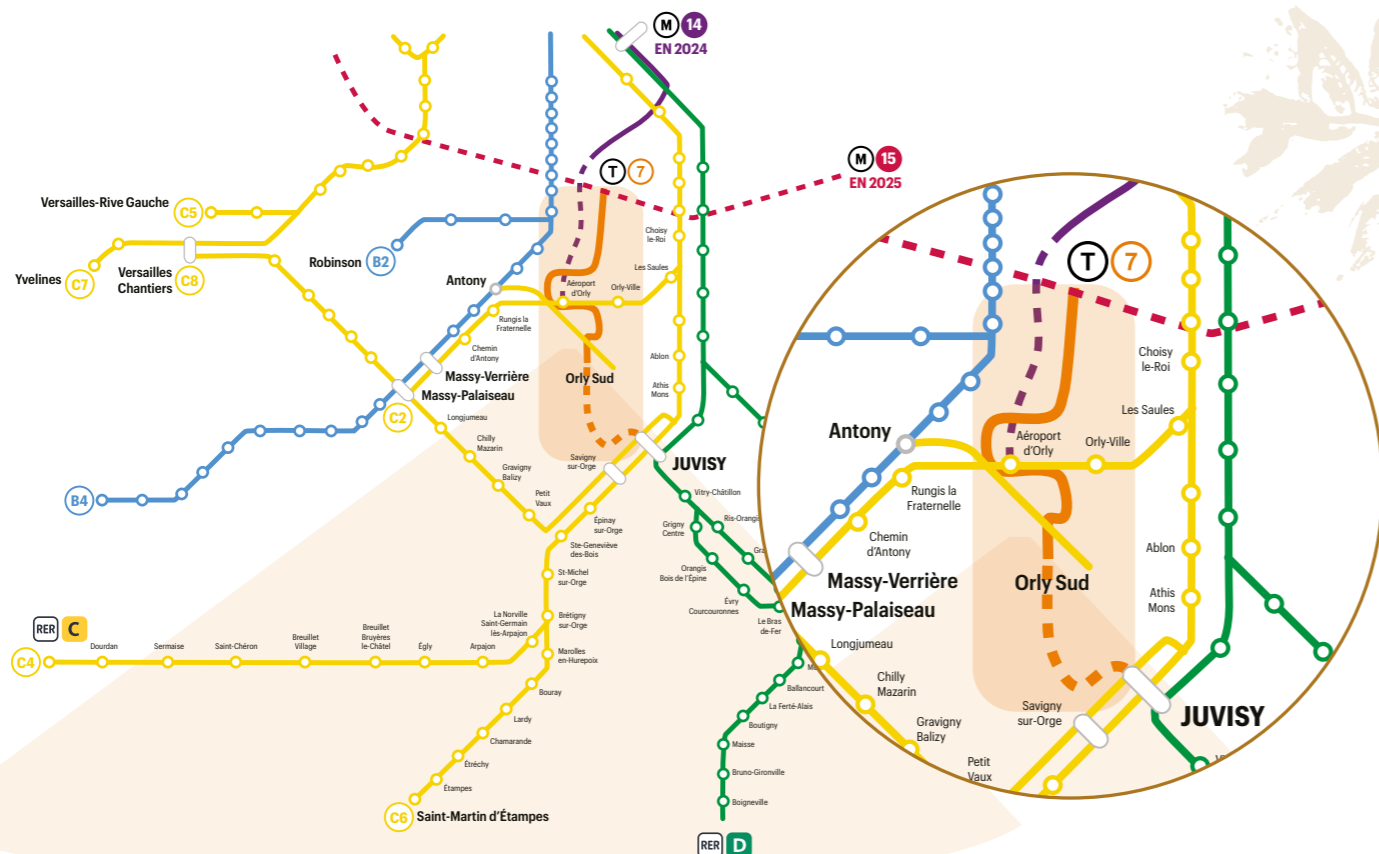 M 14
EN 2024
M 15
EN 2025
T 7
Versailles-Rive Gauche
C5
Yvelines
C7
Versailles
Chantiers
C8
Robinson
B2
Antony
Choisy
le-Roi
Les Saules
Aéroport
d'Orly
Orly-Ville
Rungis la
Fraternelle
Chemin
d'Antony
Massy-Verrière
Massy-Palaiseau
C2
Orly Sud
Ablon
Athis
Mons
Longjumeau
Chilly
Mazarin
Gravigny
Balizy
Petit
Vaux
Savigny
sur-Orge
JUVISY
B4
Épinay
sur-Orge
Ste-Geneviève
des-Bois
St-Michel
sur-Orge
Brétigny
sur-Orge
La Norville
Saint-Germain
lès-Arpajon
Marolles
en-Hurepoix
Vitry-Châtillon
Grigny
Centre
Ris-Orangis
Gra
Orangis
Bois de l'Épine
Évry
Courcouronnes
Le Bras
de-Fer
RER C
C4
Dourdan
Sermaise
Saint-Chéron
Breuillet
Village
Breuillet
Bruyères
le-Châtel
Égly
Arpajon
Bouray
Lardy
Chamarande
Étréchy
Étampes
C6
Saint-Martin d'Étampes
Ballancourt
La Ferté-Alais
Boutigny
Maisse
Bruno-Gironville
Boigneville
RER D
T 7
Choisy
le-Roi
Les Saules
Antony
Aéroport
d'Orly
Orly-Ville
Rungis la
Fraternelle
Chemin
d'Antony
Massy-Verrière
Massy-Palaiseau
Orly Sud
Ablon
Athis
Mons
Longjumeau
Chilly
Mazarin
Gravigny
Balizy
Savigny
sur-Orge
JUVISY
Petit
Vaux